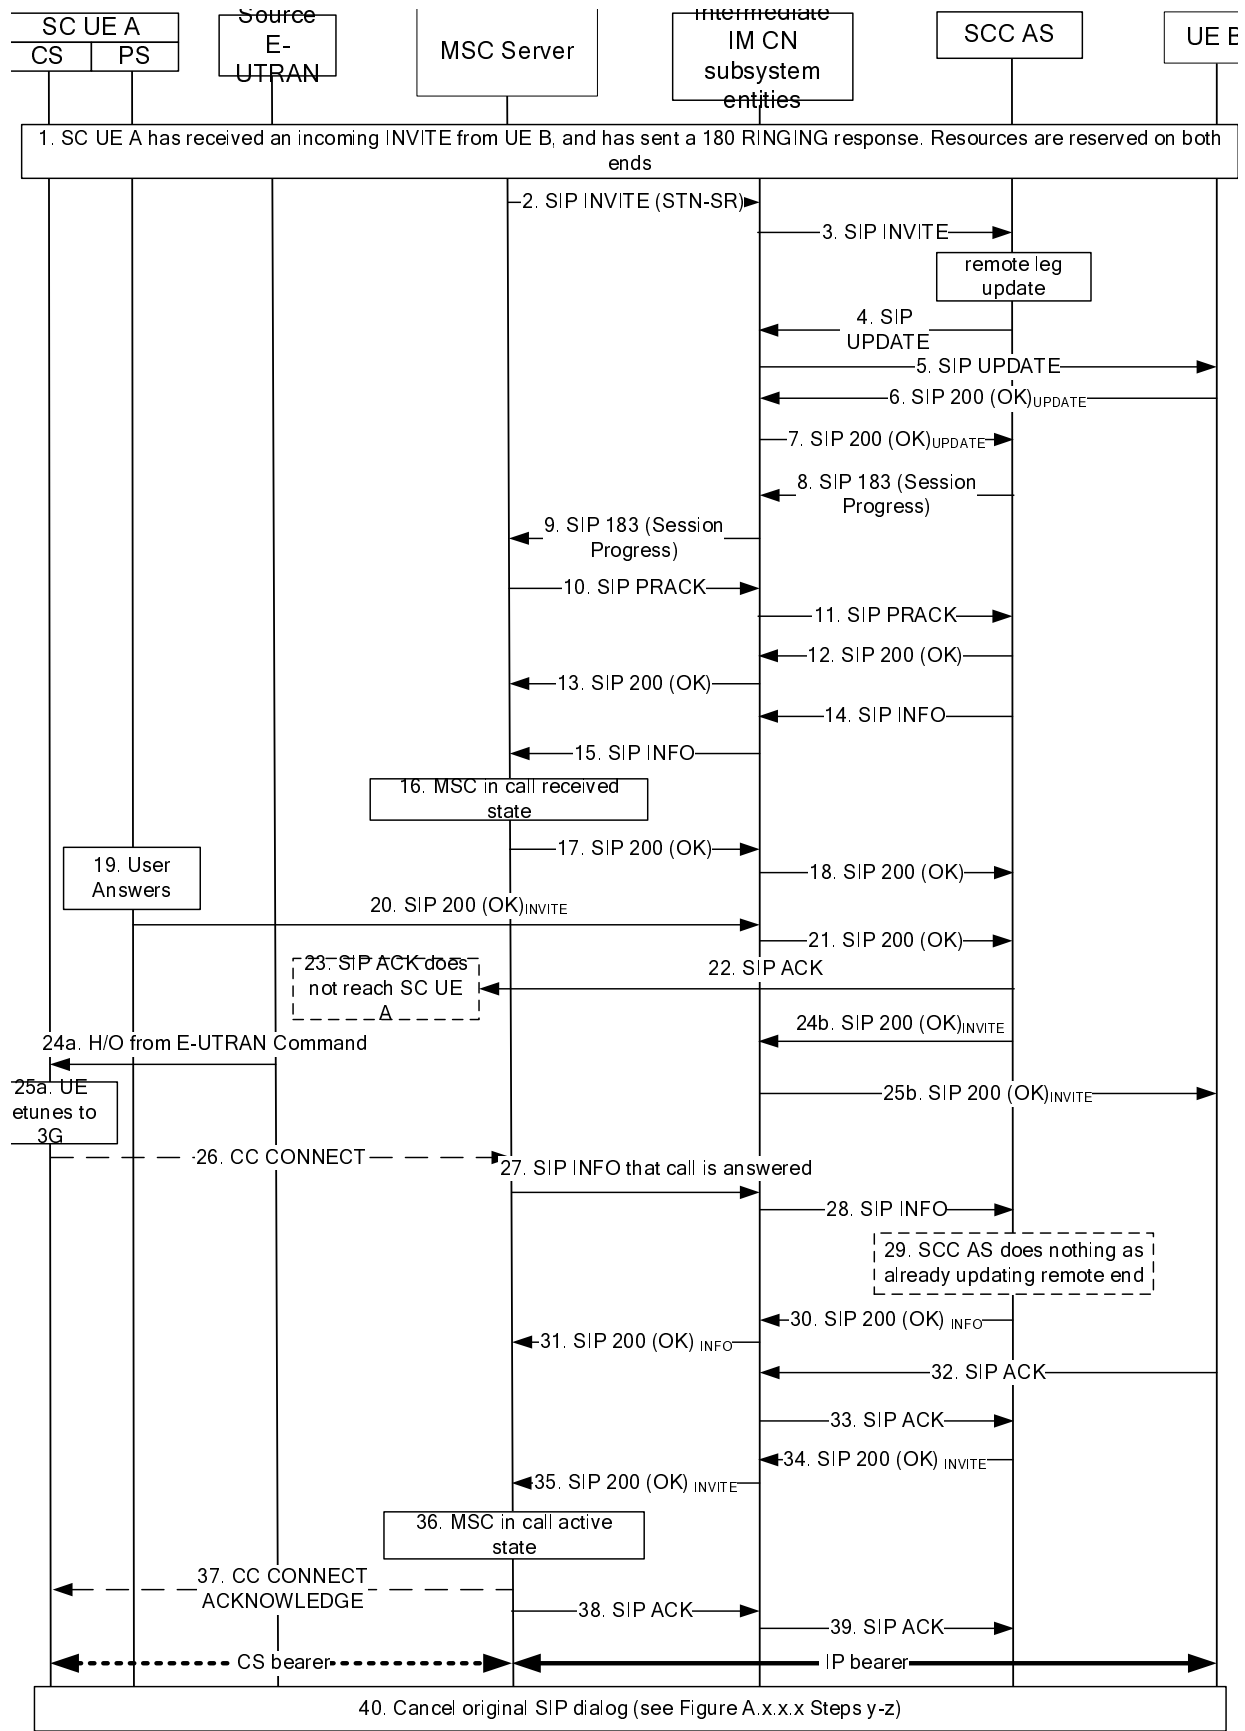 SC UE A
CS
PS
Source
E-
UTRAN
MSC Server
Intermediate
IM CN
subsystem
entities
SCC AS
UE B
1. SC UE A has received an incoming INVITE from UE B, and has sent a 180 RINGING response. Resources are reserved on both
ends
2. SIP INVITE (STN-SR)
3. SIP INVITE
remote leg
update
4. SIP
UPDATE
5. SIP UPDATE
6. SIP 200 (OK)UPDATE
7. SIP 200 (OK)UPDATE
8. SIP 183 (Session
Progress)
9. SIP 183 (Session
Progress)
10. SIP PRACK
11. SIP PRACK
12. SIP 200 (OK)
13. SIP 200 (OK)
14. SIP INFO
15. SIP INFO
16. MSC in call received
state
17. SIP 200 (OK)
18. SIP 200 (OK)
19. User
Answers
20. SIP 200 (OK)INVITE
21. SIP 200 (OK)
22. SIP ACK
23. SIP ACK does
not reach SC UE
A
24b. SIP 200 (OK)INVITE
24a. H/O from E-UTRAN Command
25a. UE
etunes to
3G
25b. SIP 200 (OK)INVITE
26. CC CONNECT
27. SIP INFO that call is answered
28. SIP INFO
29. SCC AS does nothing as
already updating remote end
30. SIP 200 (OK) INFO
31. SIP 200 (OK) INFO
32. SIP ACK
33. SIP ACK
34. SIP 200 (OK) INVITE
35. SIP 200 (OK) INVITE
36. MSC in call active
state
37. CC CONNECT
ACKNOWLEDGE
38. SIP ACK
39. SIP ACK
CS bearer
IP bearer
40. Cancel original SIP dialog (see Figure A.x.x.x Steps y-z)